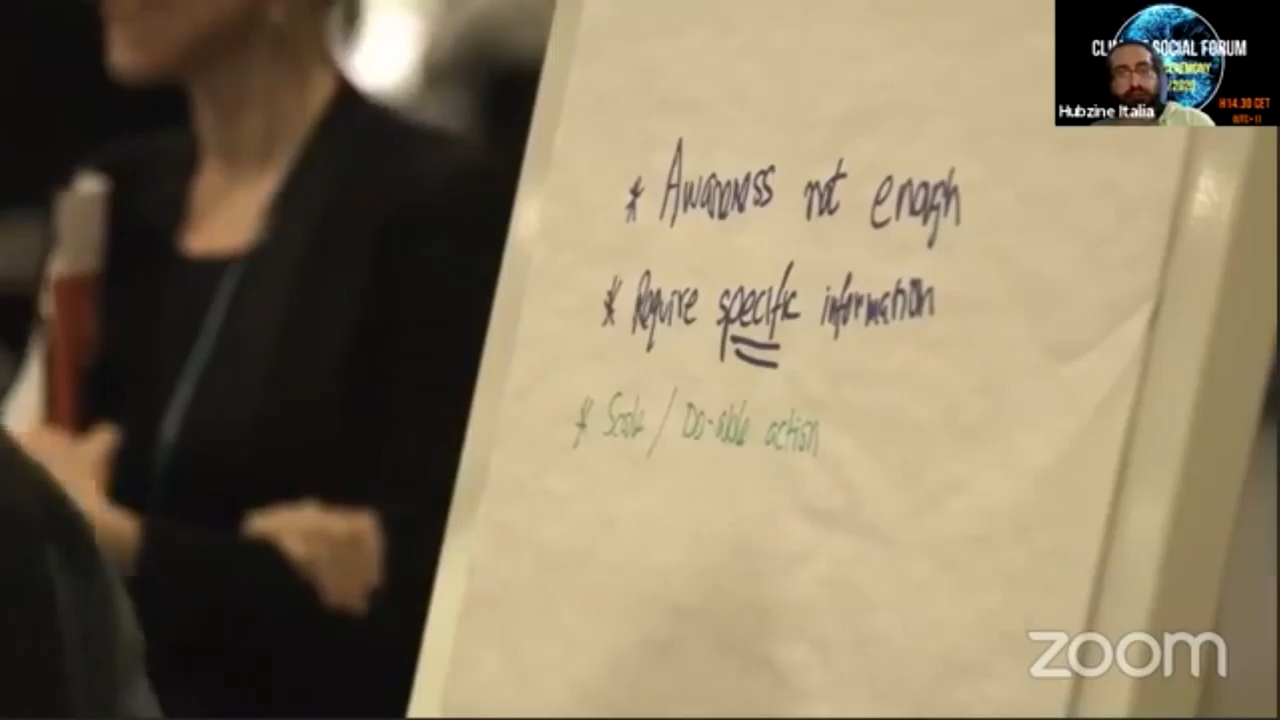 * Awareness not enough
* Require specific information
* Scale / Do-able action
SOCIAL FORUM
Hubzine Italia
H14.30 CET
zoom